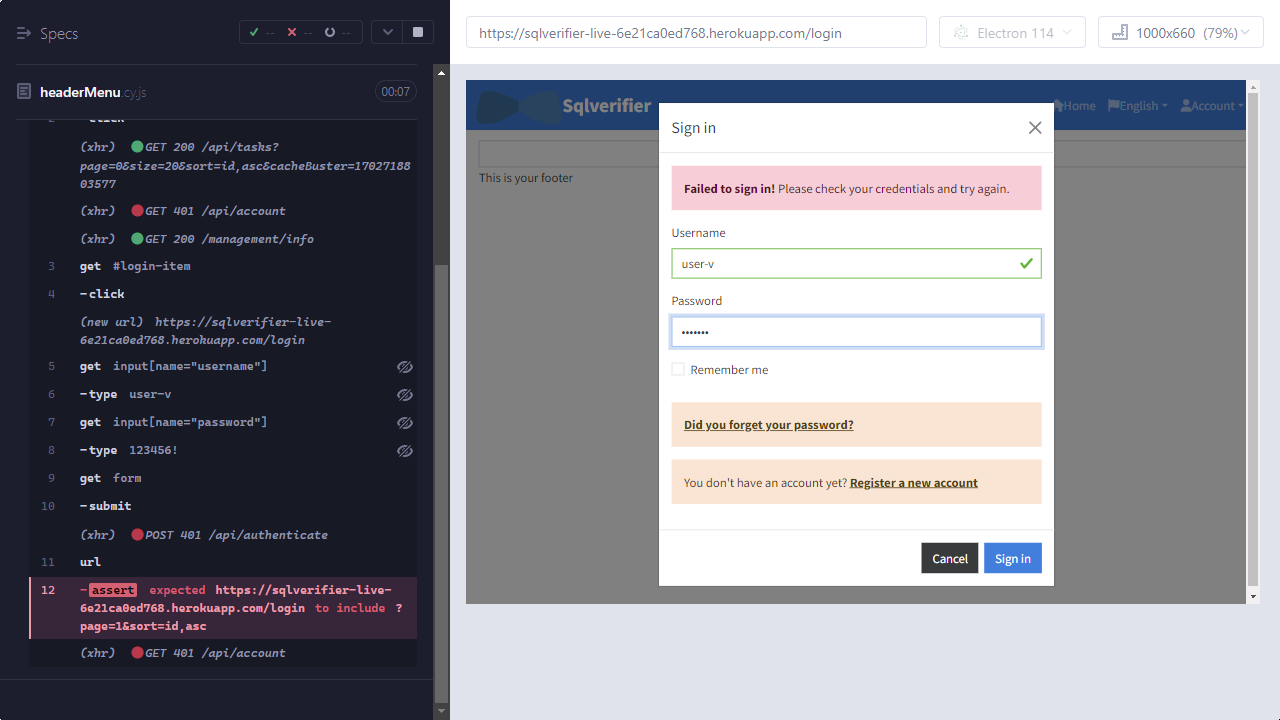 Specs
-- -- --
headerMenu.cy.js
00:07
2 -click
(xhr) GET 200 /api/tasks?
page=0&size=20&sort=id,asc&cacheBuster=17027188
03577
(xhr) GET 401 /api/account
(xhr) GET 200 /management/info
3 get #login-item
4 -click
(new url) https://sqlverifier-live-
6e21ca0ed768.herokuapp.com/login
5 get input[name="username"]
6 -type user-v
7 get input[name="password"]
8 -type 123456!
9 get form
10 -submit
(xhr) POST 401 /api/authenticate
11 url
12 -assert expected https://sqlverifier-live-
6e21ca0ed768.herokuapp.com/login to include ?
page=1&sort=id,asc
(xhr) GET 401 /api/account
https://sqlverifier-live-6e21ca0ed768.herokuapp.com/login
Electron 114
1000x660 (79%)
Sqlverifier
Home
English
Account
This is your footer
Sign in
Failed to sign in! Please check your credentials and try again.
Username
user-v
Password
•••••••
Remember me
Did you forget your password?
You don't have an account yet? Register a new account
Cancel
Sign in